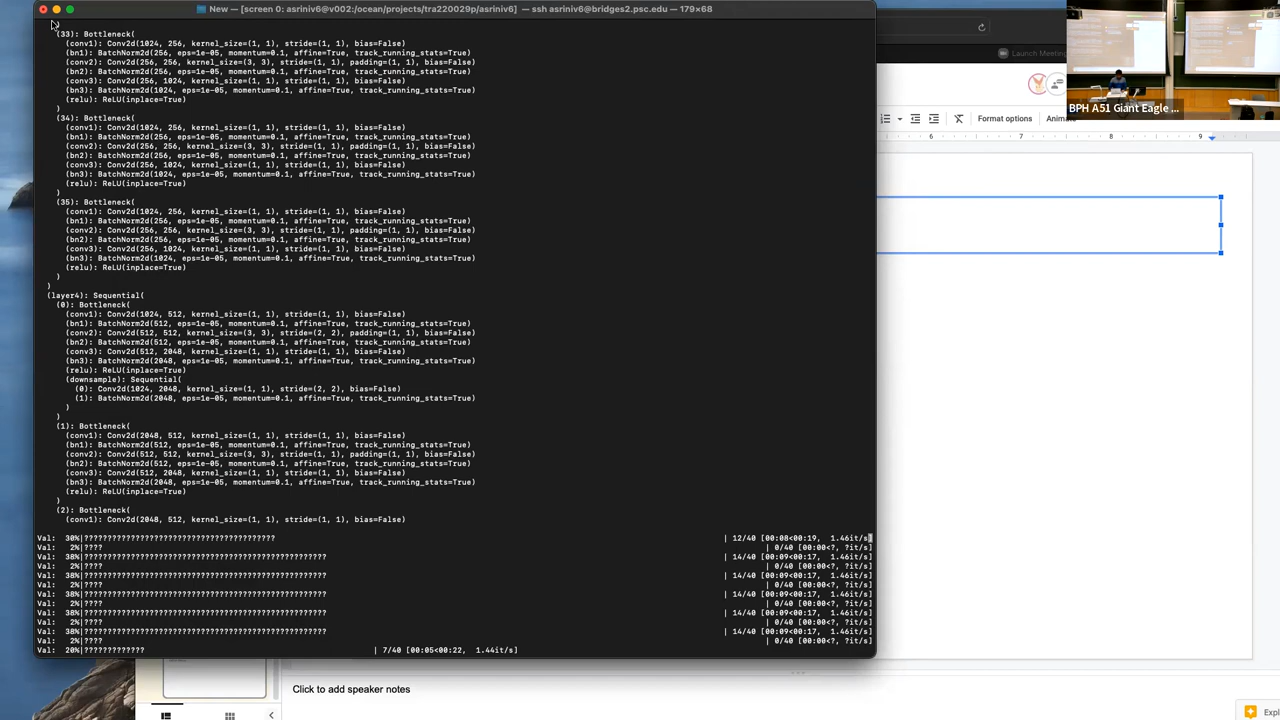 New — [screen 0: asriniv6@v002:/ocean/projects/tra220029p/asriniv6] — ssh asriniv6@bridges2.psc.edu — 179×68
Launch Meeting
BPH A51 Giant Eagle ...
Format options
6 7 8 9
(33): Bottleneck(
(conv1): Conv2d(1024, 256, kernel_size=(1, 1), stride=(1, 1), bias=False)
(bn1): BatchNorm2d(256, eps=1e-05, momentum=0.1, affine=True, track_running_stats=True)
(conv2): Conv2d(256, 256, kernel_size=(3, 3), stride=(1, 1), padding=(1, 1), bias=False)
(bn2): BatchNorm2d(256, eps=1e-05, momentum=0.1, affine=True, track_running_stats=True)
(conv3): Conv2d(256, 1024, kernel_size=(1, 1), stride=(1, 1), bias=False)
(bn3): BatchNorm2d(1024, eps=1e-05, momentum=0.1, affine=True, track_running_stats=True)
(relu): ReLU(inplace=True)
)
(34): Bottleneck(
(conv1): Conv2d(1024, 256, kernel_size=(1, 1), stride=(1, 1), bias=False)
(bn1): BatchNorm2d(256, eps=1e-05, momentum=0.1, affine=True, track_running_stats=True)
(conv2): Conv2d(256, 256, kernel_size=(3, 3), stride=(1, 1), padding=(1, 1), bias=False)
(bn2): BatchNorm2d(256, eps=1e-05, momentum=0.1, affine=True, track_running_stats=True)
(conv3): Conv2d(256, 1024, kernel_size=(1, 1), stride=(1, 1), bias=False)
(bn3): BatchNorm2d(1024, eps=1e-05, momentum=0.1, affine=True, track_running_stats=True)
(relu): ReLU(inplace=True)
)
(35): Bottleneck(
(conv1): Conv2d(1024, 256, kernel_size=(1, 1), stride=(1, 1), bias=False)
(bn1): BatchNorm2d(256, eps=1e-05, momentum=0.1, affine=True, track_running_stats=True)
(conv2): Conv2d(256, 256, kernel_size=(3, 3), stride=(1, 1), padding=(1, 1), bias=False)
(bn2): BatchNorm2d(256, eps=1e-05, momentum=0.1, affine=True, track_running_stats=True)
(conv3): Conv2d(256, 1024, kernel_size=(1, 1), stride=(1, 1), bias=False)
(bn3): BatchNorm2d(1024, eps=1e-05, momentum=0.1, affine=True, track_running_stats=True)
(relu): ReLU(inplace=True)
)
)
(layer4): Sequential(
(0): Bottleneck(
(conv1): Conv2d(1024, 512, kernel_size=(1, 1), stride=(1, 1), bias=False)
(bn1): BatchNorm2d(512, eps=1e-05, momentum=0.1, affine=True, track_running_stats=True)
(conv2): Conv2d(512, 512, kernel_size=(3, 3), stride=(2, 2), padding=(1, 1), bias=False)
(bn2): BatchNorm2d(512, eps=1e-05, momentum=0.1, affine=True, track_running_stats=True)
(conv3): Conv2d(512, 2048, kernel_size=(1, 1), stride=(1, 1), bias=False)
(bn3): BatchNorm2d(2048, eps=1e-05, momentum=0.1, affine=True, track_running_stats=True)
(relu): ReLU(inplace=True)
(downsample): Sequential(
(0): Conv2d(1024, 2048, kernel_size=(1, 1), stride=(2, 2), bias=False)
(1): BatchNorm2d(2048, eps=1e-05, momentum=0.1, affine=True, track_running_stats=True)
)
)
(1): Bottleneck(
(conv1): Conv2d(2048, 512, kernel_size=(1, 1), stride=(1, 1), bias=False)
(bn1): BatchNorm2d(512, eps=1e-05, momentum=0.1, affine=True, track_running_stats=True)
(conv2): Conv2d(512, 512, kernel_size=(3, 3), stride=(1, 1), padding=(1, 1), bias=False)
(bn2): BatchNorm2d(512, eps=1e-05, momentum=0.1, affine=True, track_running_stats=True)
(conv3): Conv2d(512, 2048, kernel_size=(1, 1), stride=(1, 1), bias=False)
(bn3): BatchNorm2d(2048, eps=1e-05, momentum=0.1, affine=True, track_running_stats=True)
(relu): ReLU(inplace=True)
)
(2): Bottleneck(
(conv1): Conv2d(2048, 512, kernel_size=(1, 1), stride=(1, 1), bias=False)
Val: 30%|????????????????????????????????????????? | 12/40 [00:08<00:19, 1.46it/s]
Val: 2%|???? | 0/40 [00:00<?, ?it/s]
Val: 38%|???????????????????????????????????????????????????? | 14/40 [00:09<00:17, 1.46it/s]
Val: 2%|???? | 0/40 [00:00<?, ?it/s]
Val: 38%|???????????????????????????????????????????????????? | 14/40 [00:09<00:17, 1.46it/s]
Val: 2%|???? | 0/40 [00:00<?, ?it/s]
Val: 38%|???????????????????????????????????????????????????? | 14/40 [00:09<00:17, 1.46it/s]
Val: 2%|???? | 0/40 [00:00<?, ?it/s]
Val: 38%|???????????????????????????????????????????????????? | 14/40 [00:09<00:17, 1.46it/s]
Val: 2%|???? | 0/40 [00:00<?, ?it/s]
Val: 38%|???????????????????????????????????????????????????? | 14/40 [00:09<00:17, 1.46it/s]
Val: 2%|???? | 0/40 [00:00<?, ?it/s]
Val: 20%|????????????? | 7/40 [00:05<00:22, 1.44it/s]
Click to add speaker notes